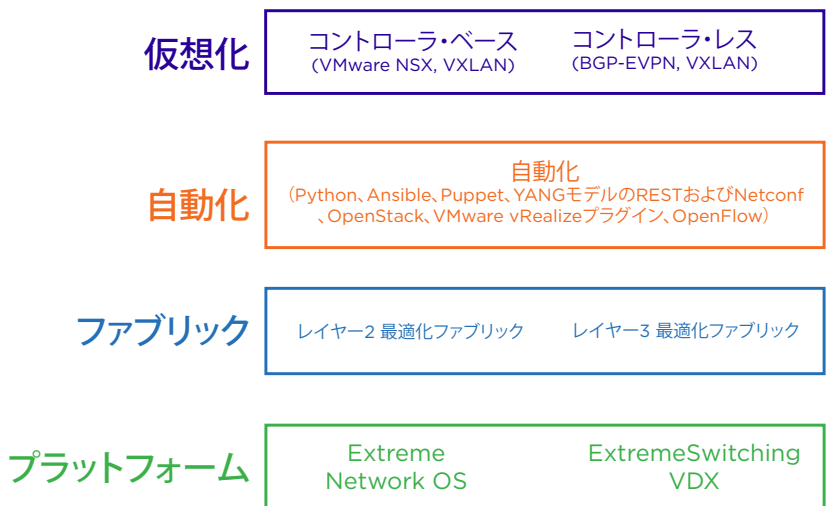 仮想化
コントローラ・ベース
(VMware NSX, VXLAN)
コントローラ・レス
(BGP-EVPN, VXLAN)
自動化
自動化
(Python、Ansible、Puppet、YANGモデルのRESTおよびNetconf
、OpenStack、VMware vRealizeプラグイン、OpenFlow)
ファブリック
レイヤー2 最適化ファブリック
レイヤー3 最適化ファブリック
プラットフォーム
Extreme
Network OS
ExtremeSwitching
VDX